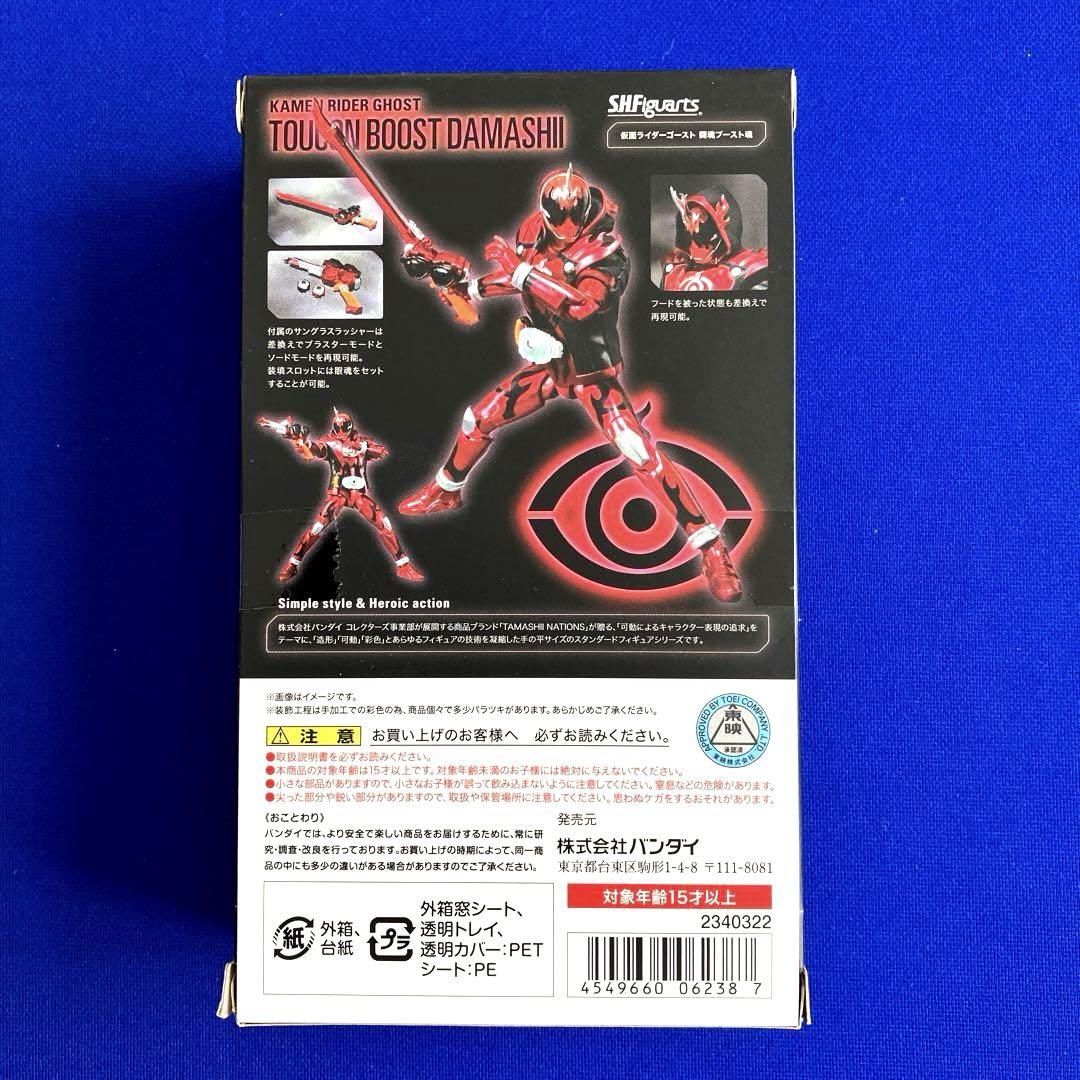 KAMEN RIDER GHOST
TOUCON BOOST DAMASHII
S.H.Figuarts
仮面ライダーゴースト 闘魂ブースト魂
フードを被った状態も差換えで
再現可能。
付属のサングラスラッシャーは
差換えでブラスターモードと
ソードモードを再現可能。
装填スロットには眼魂をセット
することが可能。
Simple style & Heroic action
株式会社バンダイ コレクターズ事業部が展開する商品ブランド「TAMASHII NATIONS」が贈る、「可動によるキャラクター表現の追求」を
テーマに、「造形」「可動」「彩色」とあらゆるフィギュアの技術を凝縮した手の平サイズのスタンダードフィギュアシリーズです。
※画像はイメージです。
※装飾工程は手加工での彩色の為、商品個々で多少バラツキがあります。あらかじめご了承ください。
APPROVED BY TOEI COMPANY, LTD.
東映
承認済
東映株式会社
注意 お買い上げのお客様へ 必ずお読みください。
●取扱説明書を必ずお読みください。
●本商品の対象年齢は15才以上です。対象年齢未満のお子様には絶対に与えないでください。
●小さな部品がありますので、小さなお子様が誤って飲み込まないように注意してください。窒息などの危険があります。
●尖った部分や鋭い部分がありますので、取扱や保管場所に注意してください。思わぬケガをするおそれがあります。
《おことわり》
バンダイでは、より安全で楽しい商品をお届けするために、常に研
究・調査・改良を行っております。お買い上げの時期によって、同一商
品の中にも多少の違いがある場合がありますのでご了承ください。
発売元
株式会社バンダイ
東京都台東区駒形1-4-8 〒111-8081
対象年齢15才以上
2340322
紙
外箱、
台紙
プラ
外箱窓シート、
透明トレイ、
透明カバー:PET
シート:PE
4549660 06238 7